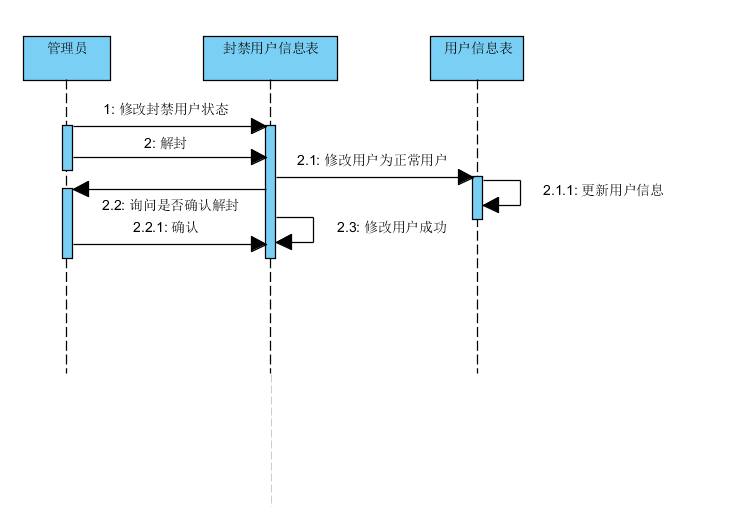 管理员
封禁用户信息表
用户信息表
1: 修改封禁用户状态
2: 解封
2.1: 修改用户为正常用户
2.1.1: 更新用户信息
2.2: 询问是否确认解封
2.2.1: 确认
2.3: 修改用户成功